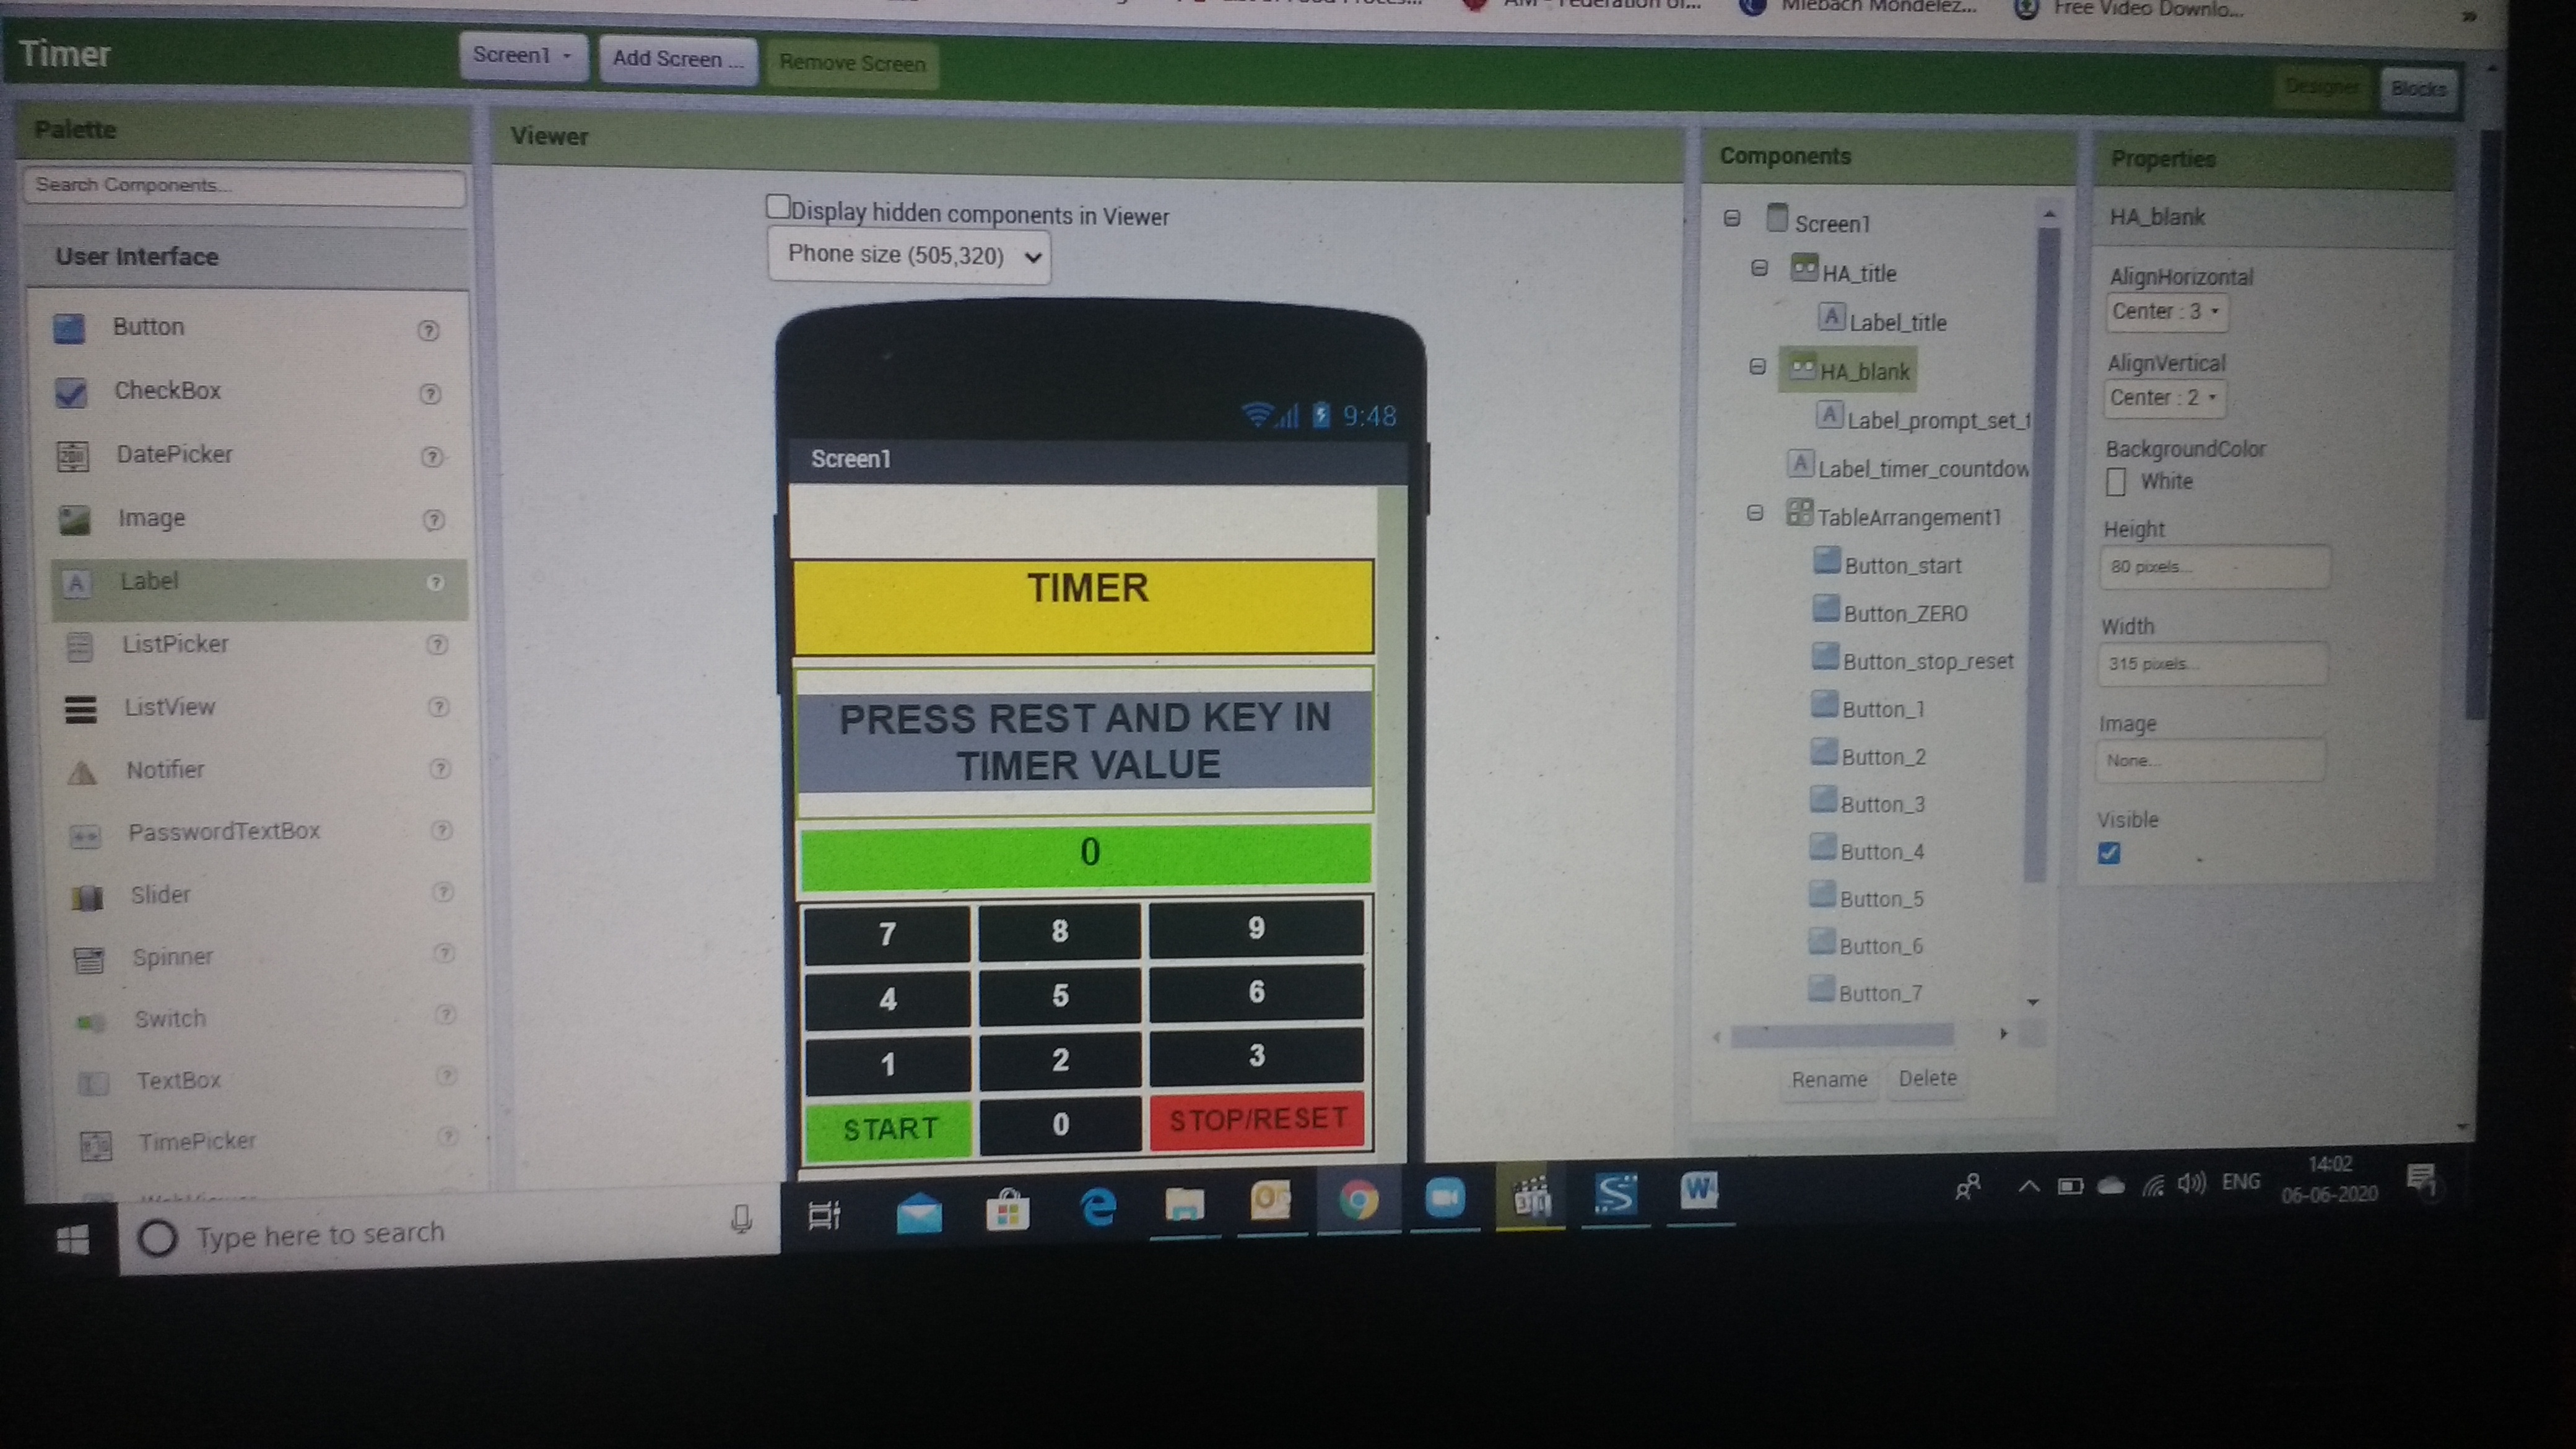 Miebach Mondelez...
Free Video Downlo...
»
Timer
Screen1
Add Screen ...
Remove Screen
Designer
Blocks
Palette
Search Components...
User Interface
Button
CheckBox
DatePicker
Image
Label
ListPicker
ListView
Notifier
PasswordTextBox
Slider
Spinner
Switch
TextBox
TimePicker
Viewer
Display hidden components in Viewer
Phone size (505,320)
9:48
Screen1
TIMER
PRESS REST AND KEY IN
TIMER VALUE
0
7 8 9
4 5 6
1 2 3
START 0 STOP/RESET
Components
Screen1
HA_title
Label_title
HA_blank
Label_prompt_set_t
Label_timer_countdow
TableArrangement1
Button_start
Button_ZERO
Button_stop_reset
Button_1
Button_2
Button_3
Button_4
Button_5
Button_6
Button_7
Rename Delete
Properties
HA_blank
AlignHorizontal
Center : 3
AlignVertical
Center : 2
BackgroundColor
White
Height
80 pixels...
Width
315 pixels...
Image
None...
Visible
Type here to search
ENG
14:02
06-06-2020